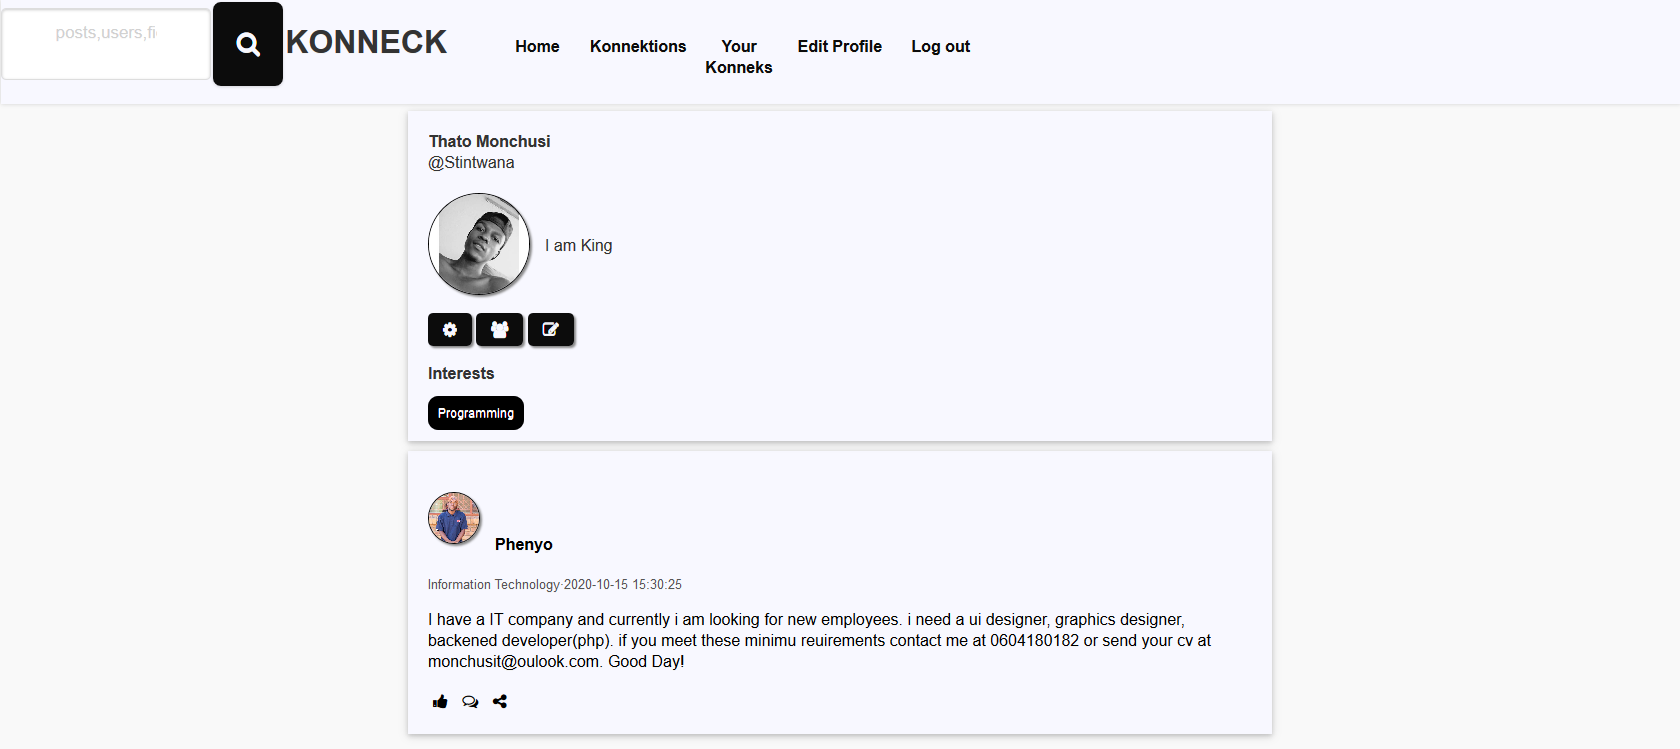 posts,users,fi
KONNECK
Home
Konnektions
Your
Konneks
Edit Profile
Log out
Thato Monchusi
@Stintwana
I am King
Interests
Programming
Phenyo
Information Technology·2020-10-15 15:30:25
I have a IT company and currently i am looking for new employees. i need a ui designer, graphics designer,
backened developer(php). if you meet these minimu reuirements contact me at 0604180182 or send your cv at
monchusit@oulook.com. Good Day!